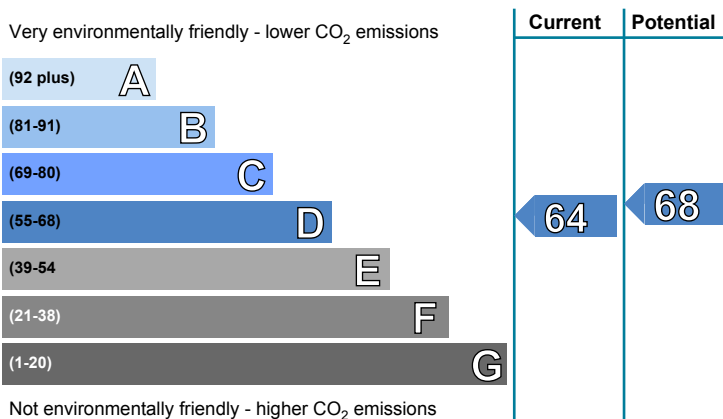 Current Potential
Very environmentally friendly - lower CO₂ emissions
(92 plus) A
(81-91) B
(69-80) C
(55-68) D
64 68
(39-54 E
(21-38) F
(1-20) G
Not environmentally friendly - higher CO₂ emissions